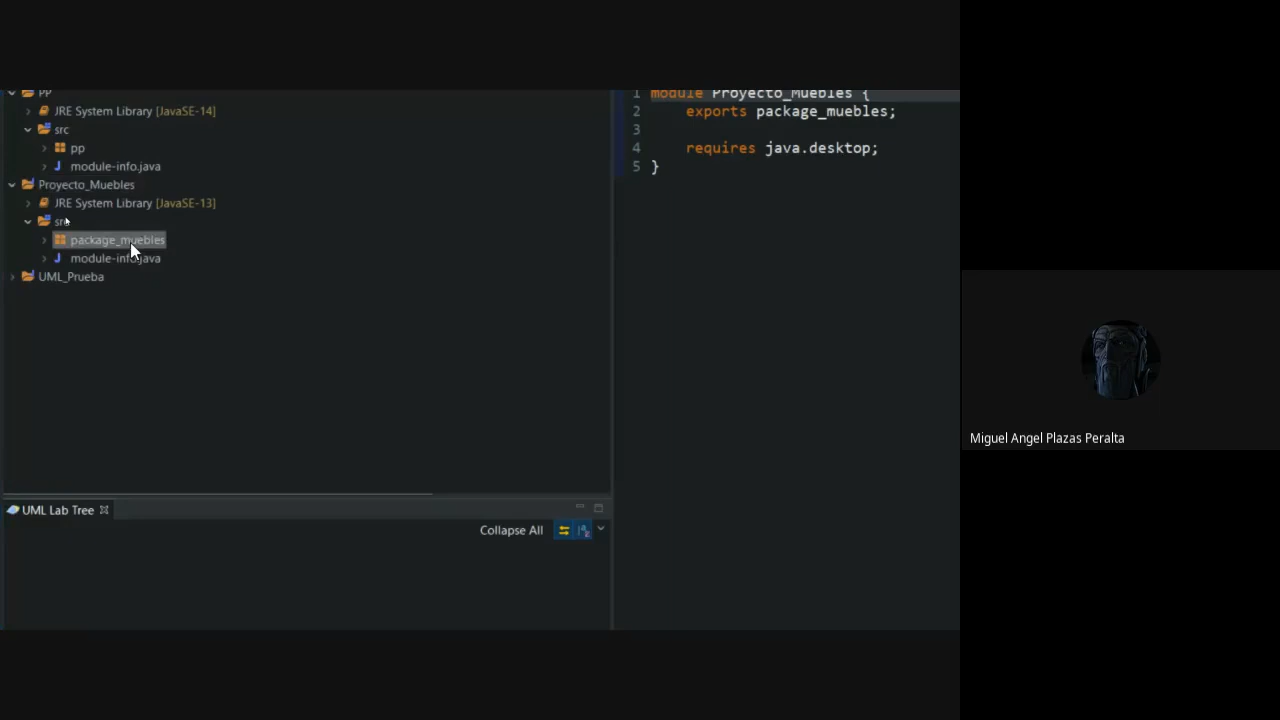 PP
JRE System Library [JavaSE-14]
src
pp
module-info.java
Proyecto_Muebles
JRE System Library [JavaSE-13]
src
package_muebles
module-info.java
UML_Prueba
1 module Proyecto_Muebles {
2 exports package_muebles;
3
4 requires java.desktop;
5 }
UML Lab Tree
Collapse All
Miguel Angel Plazas Peralta